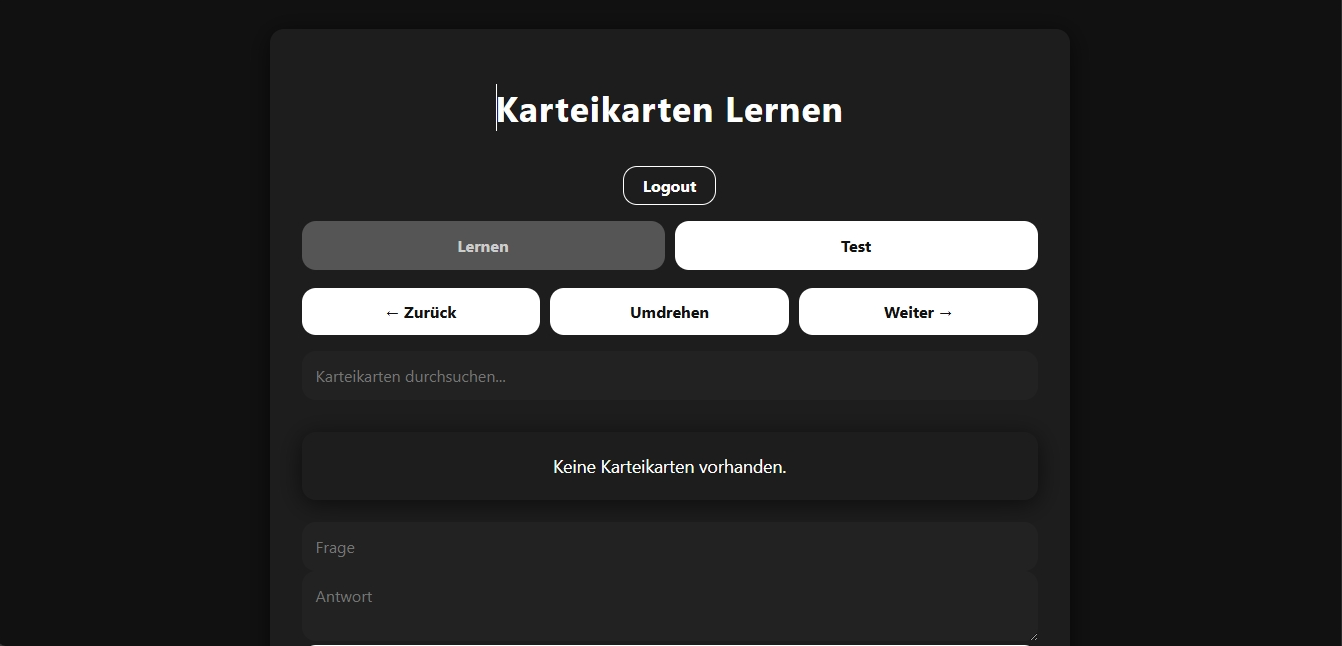 Karteikarten Lernen
Logout
Lernen Test
← Zurück Umdrehen Weiter →
Karteikarten durchsuchen...
Keine Karteikarten vorhanden.
Frage
Antwort